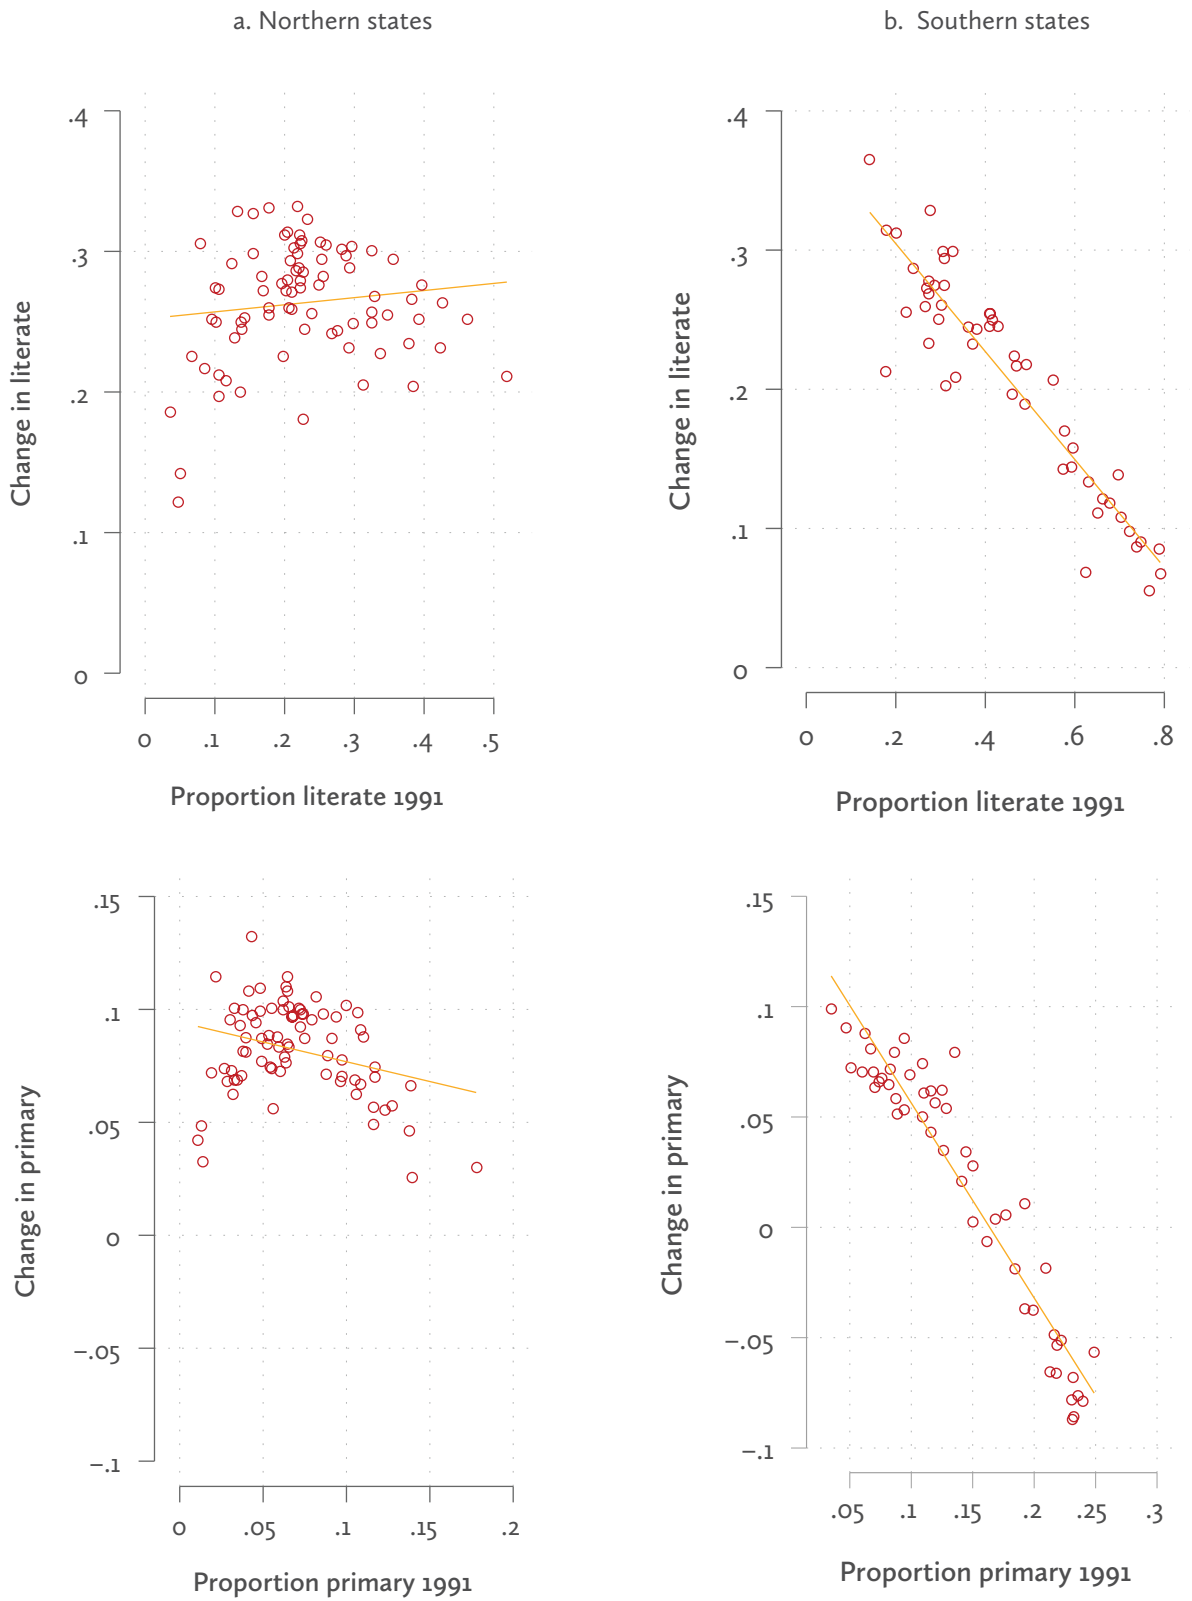 a. Northern states
b. Southern states
.4
.3
.2
.1
0
Change in literate
0 .1 .2 .3 .4 .5
Proportion literate 1991
.4
.3
.2
.1
0
Change in literate
0 .2 .4 .6 .8
Proportion literate 1991
.15
.1
.05
0
−.05
−.1
Change in primary
0 .05 .1 .15 .2
Proportion primary 1991
.15
.1
.05
0
−.05
−.1
Change in primary
.05 .1 .15 .2 .25 .3
Proportion primary 1991